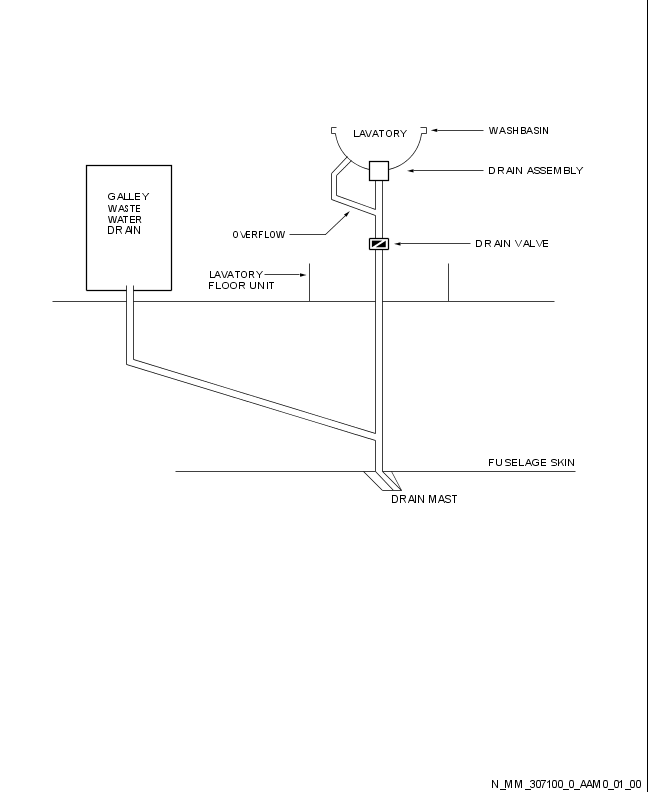 LAVATORY
WASHBASIN
DRAIN ASSEMBLY
GALLEY
WASTE
WATER
DRAIN
OVERFLOW
DRAIN VALVE
LAVATORY
FLOOR UNIT
FUSELAGE SKIN
DRAIN MAST
N_MM_307100_0_AAM0_01_00